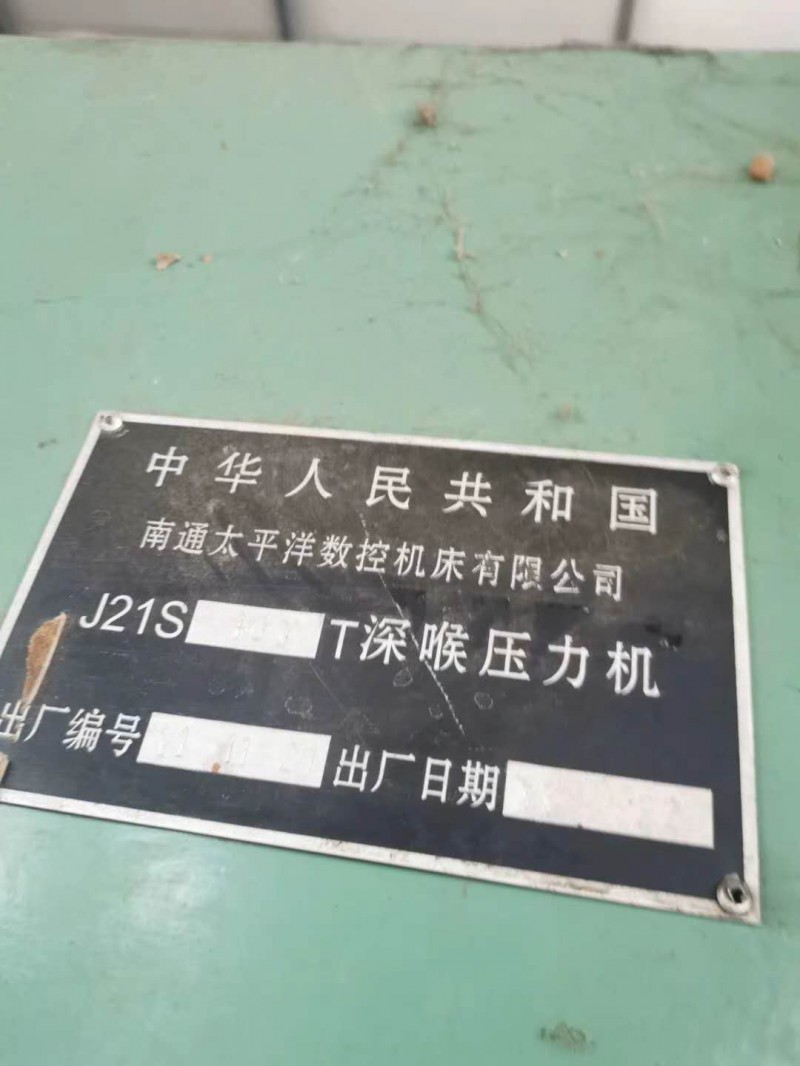 中华人民共和国
南通太平洋数控机床有限公司
J21S T深喉压力机
出厂编号 出厂日期